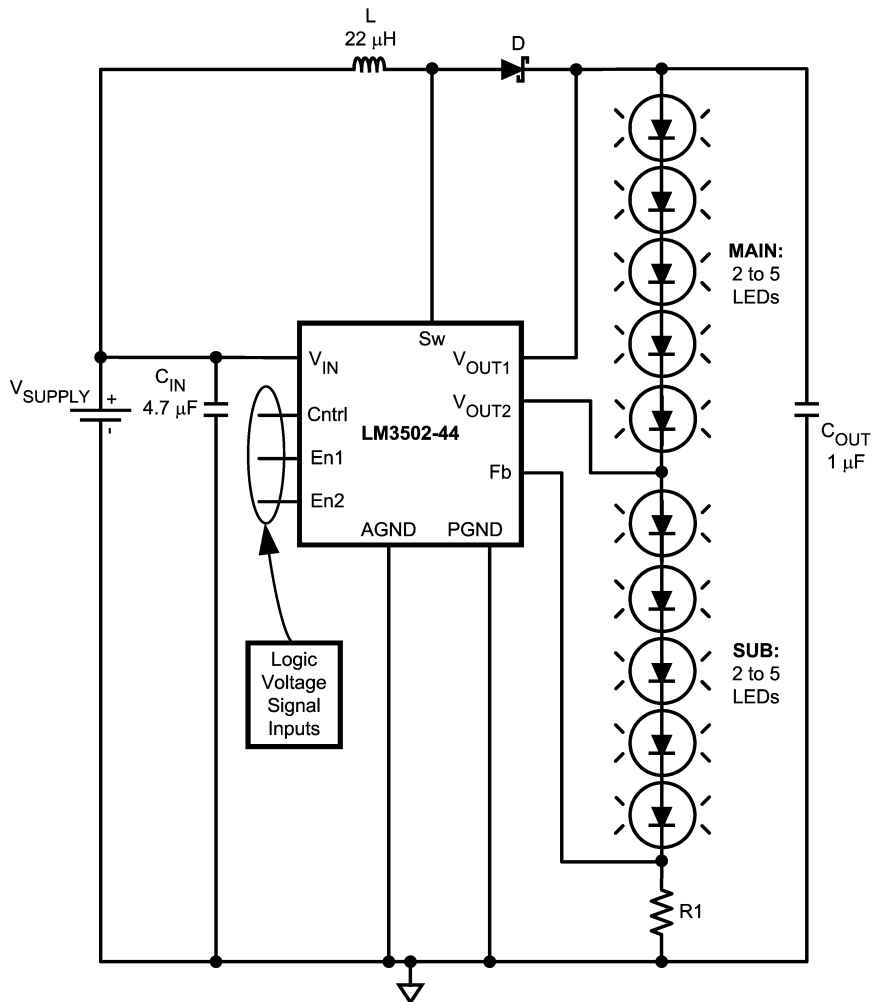 L
22 μH
D
MAIN:
2 to 5
LEDs
Sw
VIN
VOUT1
VSUPPLY
+
-
CIN
4.7 μF
Cntrl
VOUT2
LM3502-44
COUT
1 μF
En1
Fb
En2
AGND
PGND
Logic
Voltage
Signal
Inputs
SUB:
2 to 5
LEDs
R1